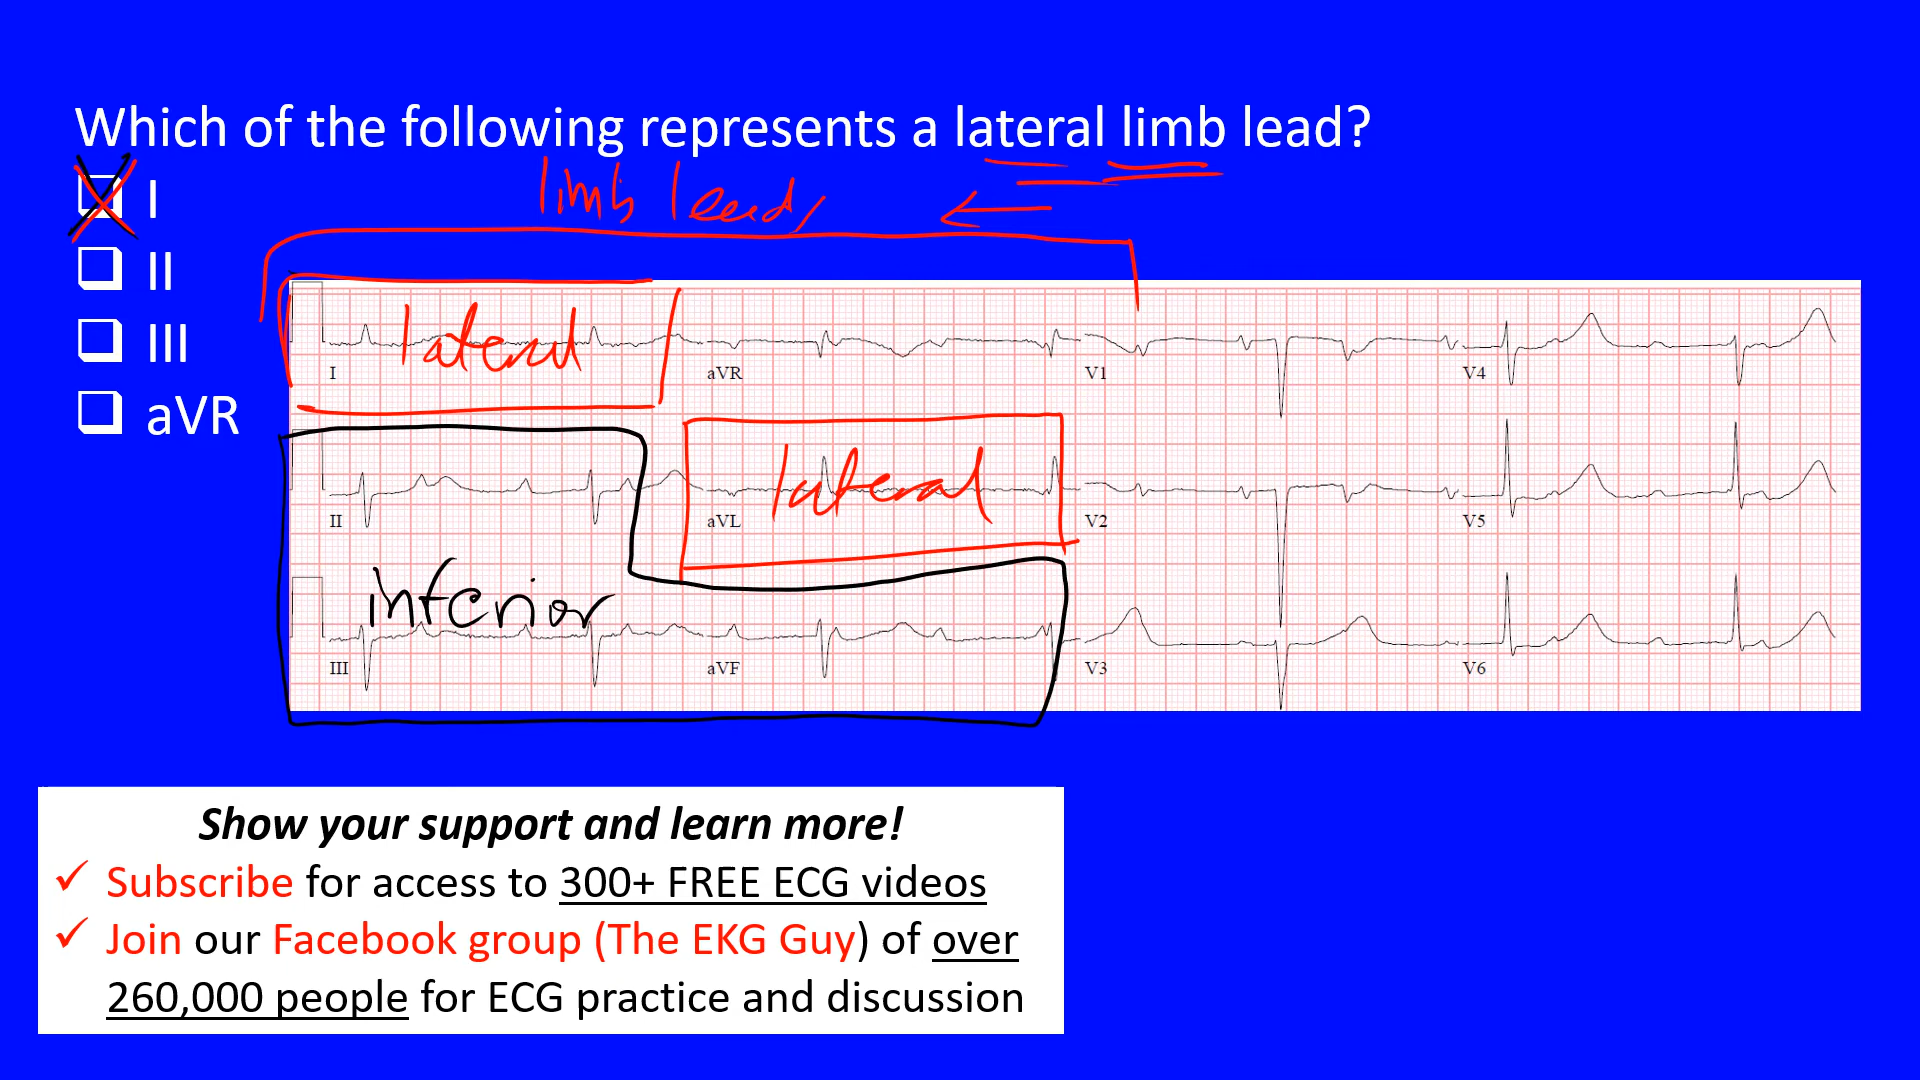 Which of the following represents a lateral limb lead?
I
II
III
aVR
limb leads
lateral
I
aVR
V1
V4
lateral
II
aVL
V2
V5
inferior
III
aVF
V3
V6
Show your support and learn more!
Subscribe for access to 300+ FREE ECG videos
Join our Facebook group (The EKG Guy) of over
260,000 people for ECG practice and discussion